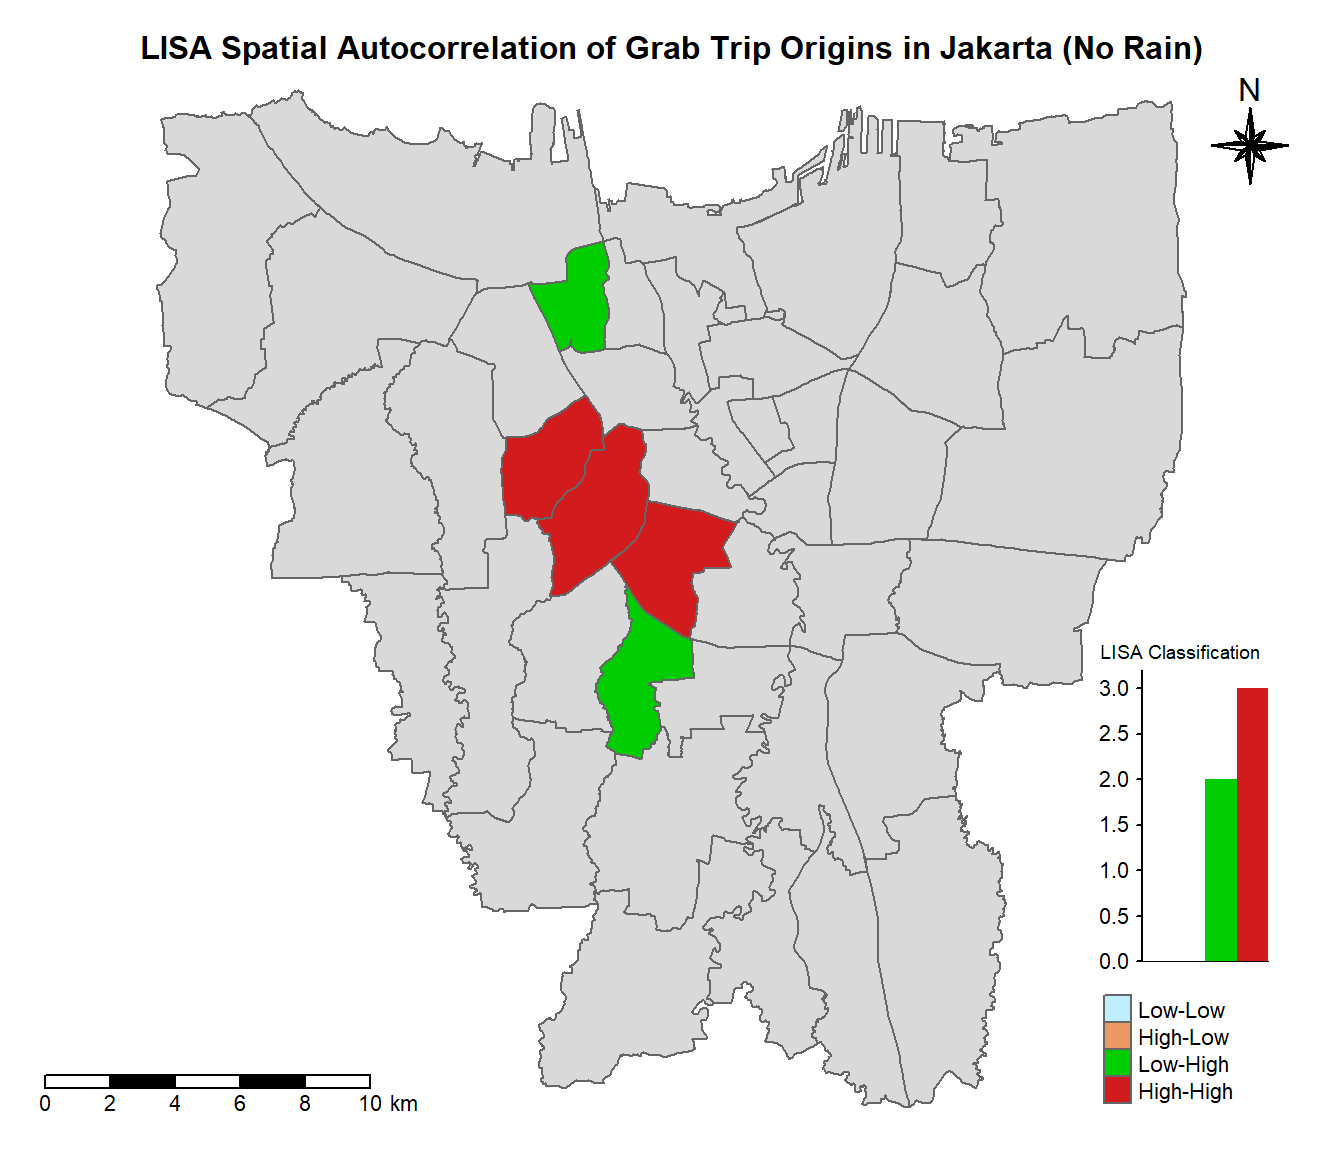 LISA Spatial Autocorrelation of Grab Trip Origins in Jakarta (No Rain)
N
LISA Classification
3.0
2.5
2.0
1.5
1.0
0.5
0.0
Low-Low
High-Low
Low-High
High-High
0 2 4 6 8 10 km